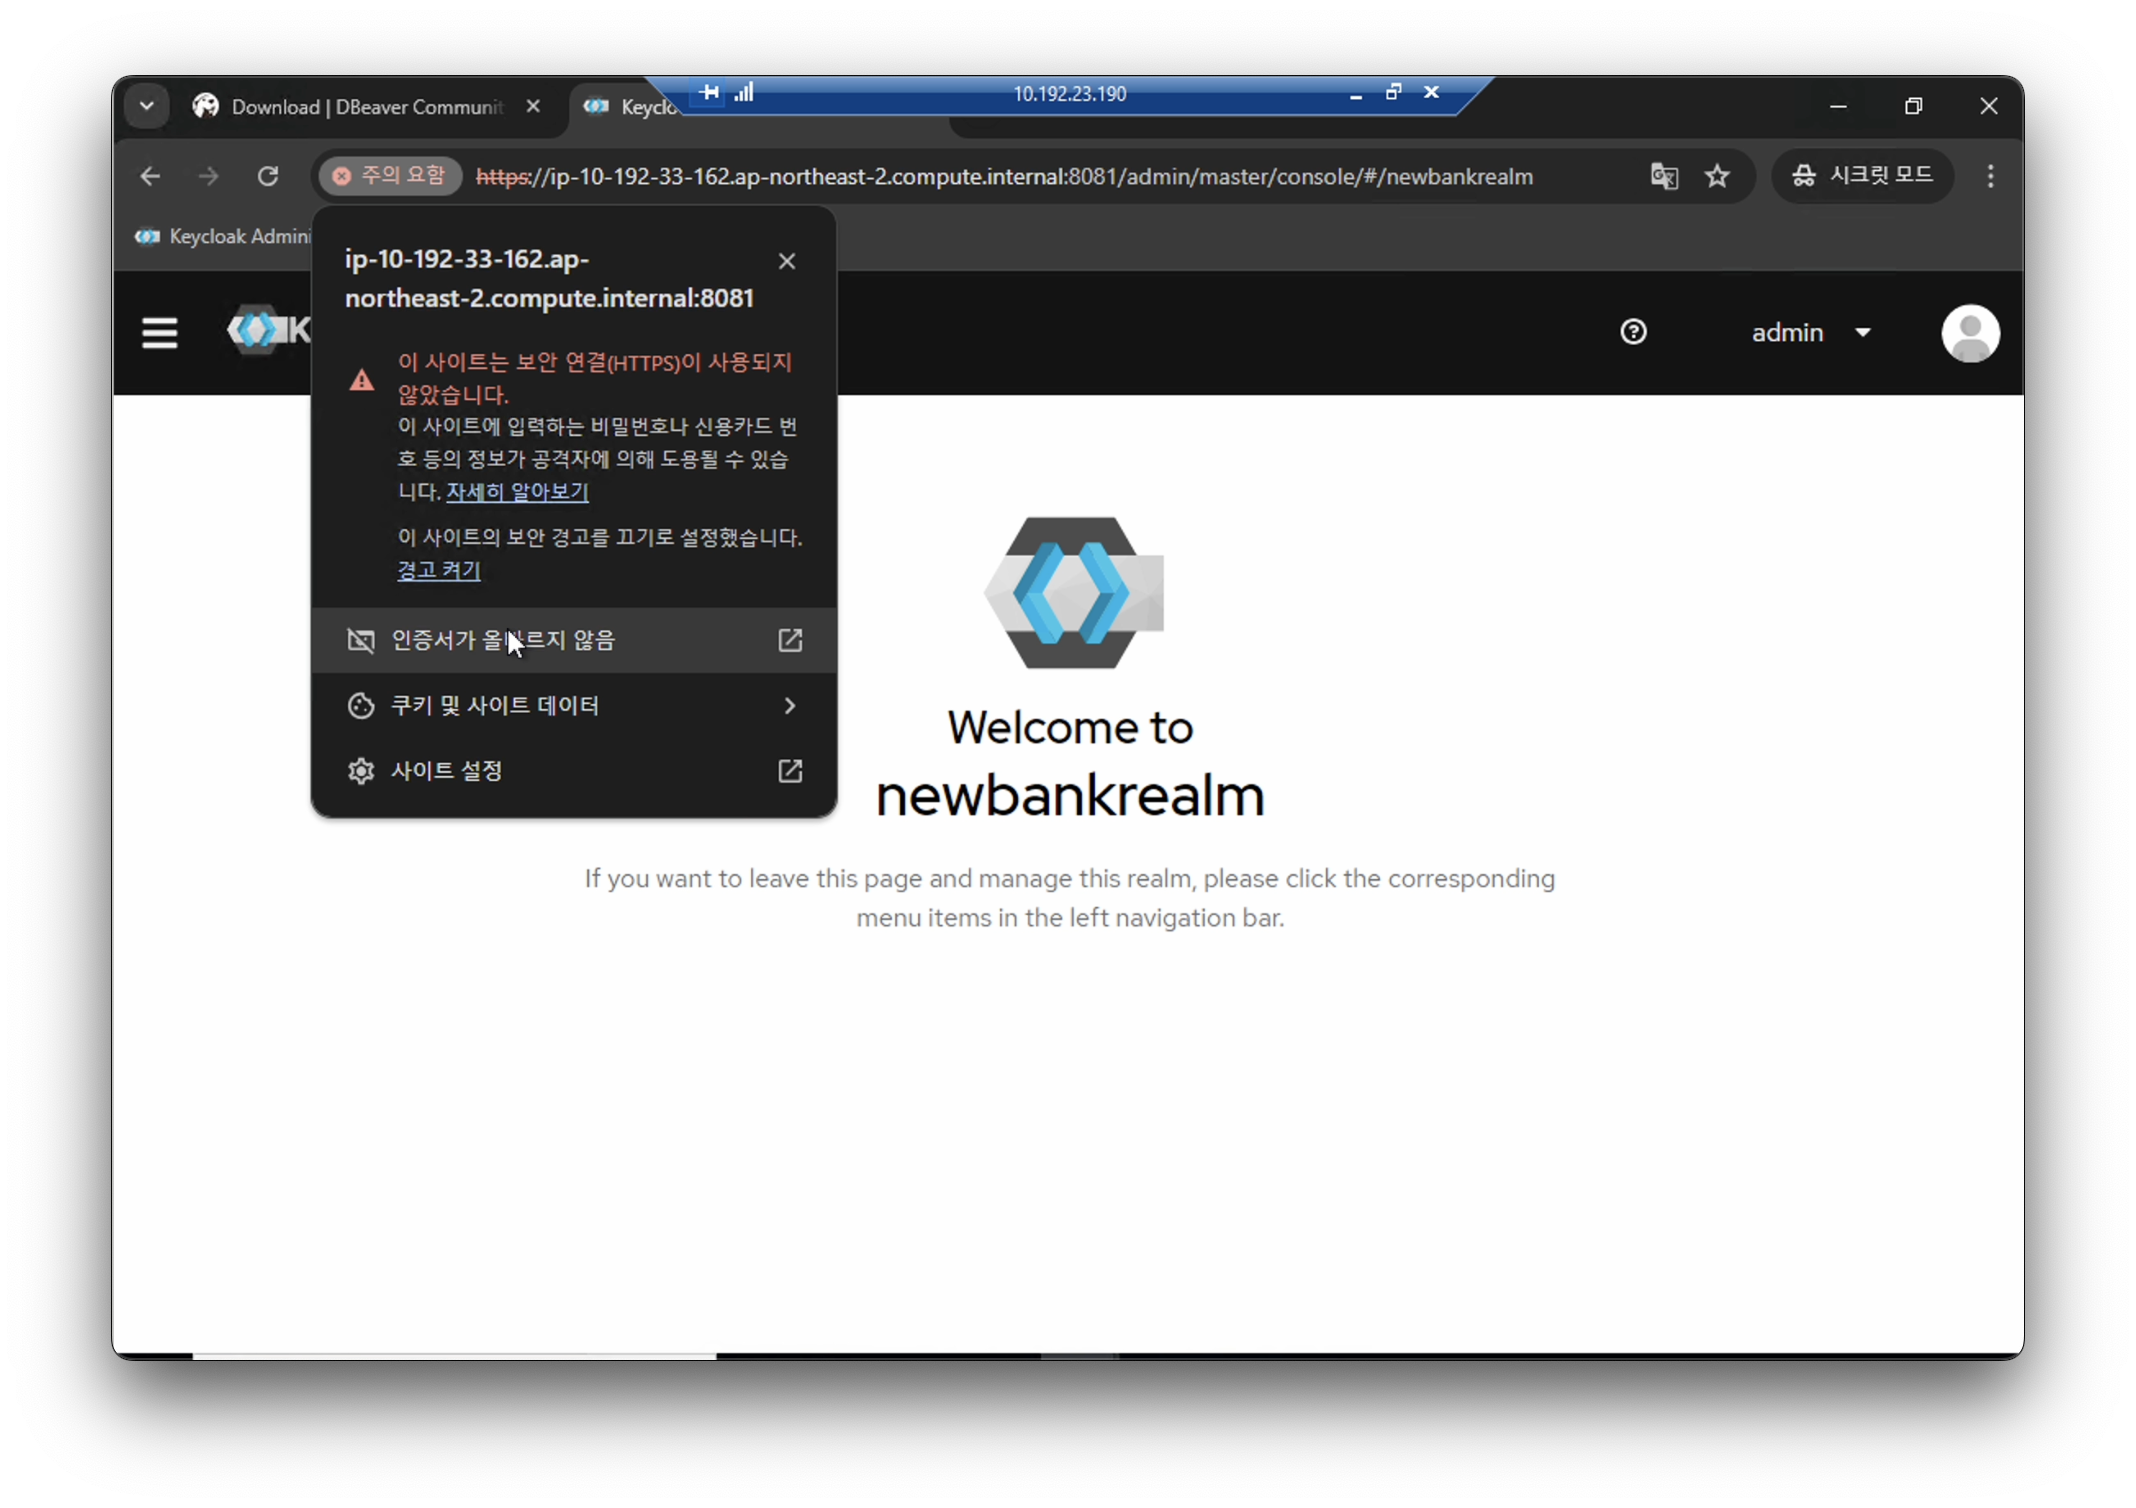 10.192.23.190
Download | DBeaver Communit
Keyclo
주의 요함
https://ip-10-192-33-162.ap-northeast-2.compute.internal:8081/admin/master/console/#/newbankrealm
시크릿 모드
Keycloak Admini
ip-10-192-33-162.ap-
northeast-2.compute.internal:8081
K
admin
이 사이트는 보안 연결(HTTPS)이 사용되지
않았습니다.
이 사이트에 입력하는 비밀번호나 신용카드 번
호 등의 정보가 공격자에 의해 도용될 수 있습
니다. 자세히 알아보기
이 사이트의 보안 경고를 끄기로 설정했습니다.
경고 켜기
인증서가 올바르지 않음
쿠키 및 사이트 데이터
사이트 설정
Welcome to
newbankrealm
If you want to leave this page and manage this realm, please click the corresponding
menu items in the left navigation bar.